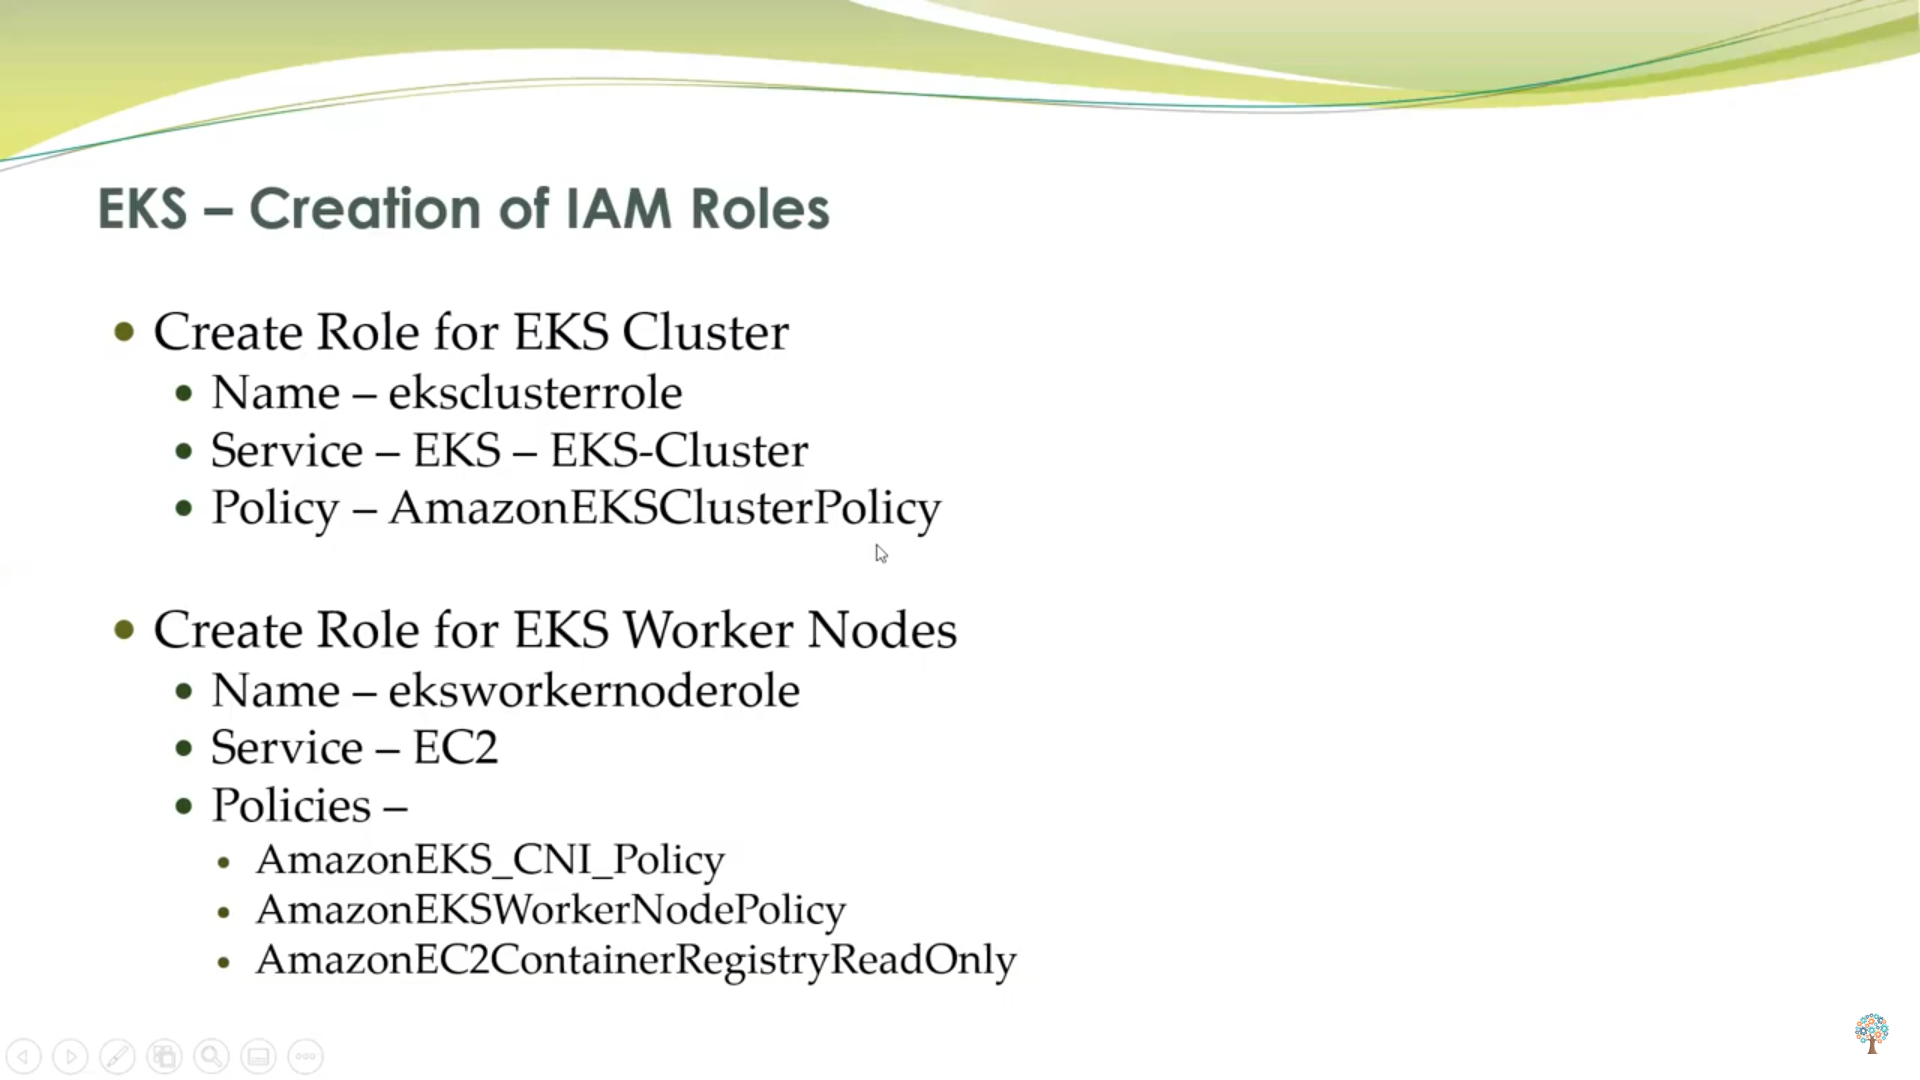 EKS – Creation of IAM Roles
Create Role for EKS Cluster
Name – eksclusterrole
Service – EKS – EKS-Cluster
Policy – AmazonEKSClusterPolicy
Create Role for EKS Worker Nodes
Name – eksworkernoderole
Service – EC2
Policies –
AmazonEKS_CNI_Policy
AmazonEKSWorkerNodePolicy
AmazonEC2ContainerRegistryReadOnly